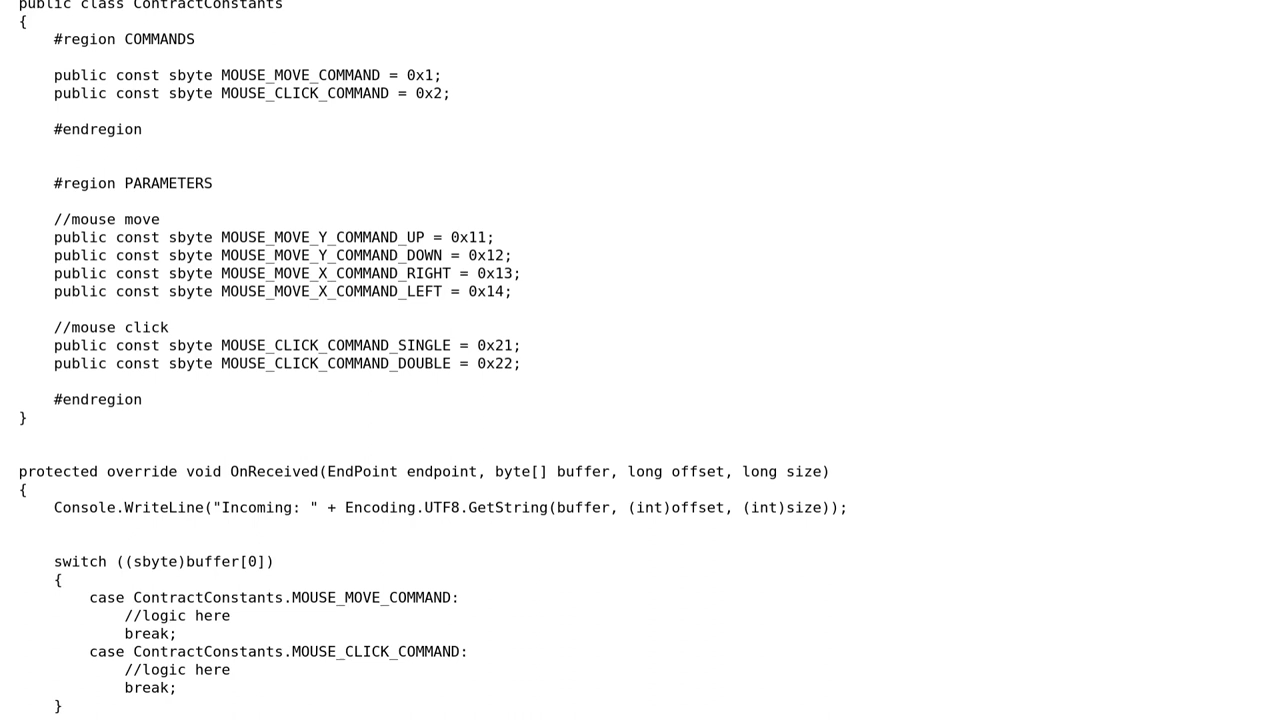 public class ContractConstants
{
    #region COMMANDS

    public const sbyte MOUSE_MOVE_COMMAND = 0x1;
    public const sbyte MOUSE_CLICK_COMMAND = 0x2;

    #endregion


    #region PARAMETERS

    //mouse move
    public const sbyte MOUSE_MOVE_Y_COMMAND_UP = 0x11;
    public const sbyte MOUSE_MOVE_Y_COMMAND_DOWN = 0x12;
    public const sbyte MOUSE_MOVE_X_COMMAND_RIGHT = 0x13;
    public const sbyte MOUSE_MOVE_X_COMMAND_LEFT = 0x14;

    //mouse click
    public const sbyte MOUSE_CLICK_COMMAND_SINGLE = 0x21;
    public const sbyte MOUSE_CLICK_COMMAND_DOUBLE = 0x22;

    #endregion
}


protected override void OnReceived(EndPoint endpoint, byte[] buffer, long offset, long size)
{
    Console.WriteLine("Incoming: " + Encoding.UTF8.GetString(buffer, (int)offset, (int)size));


    switch ((sbyte)buffer[0])
    {
        case ContractConstants.MOUSE_MOVE_COMMAND:
            //logic here
            break;
        case ContractConstants.MOUSE_CLICK_COMMAND:
            //logic here
            break;
    }